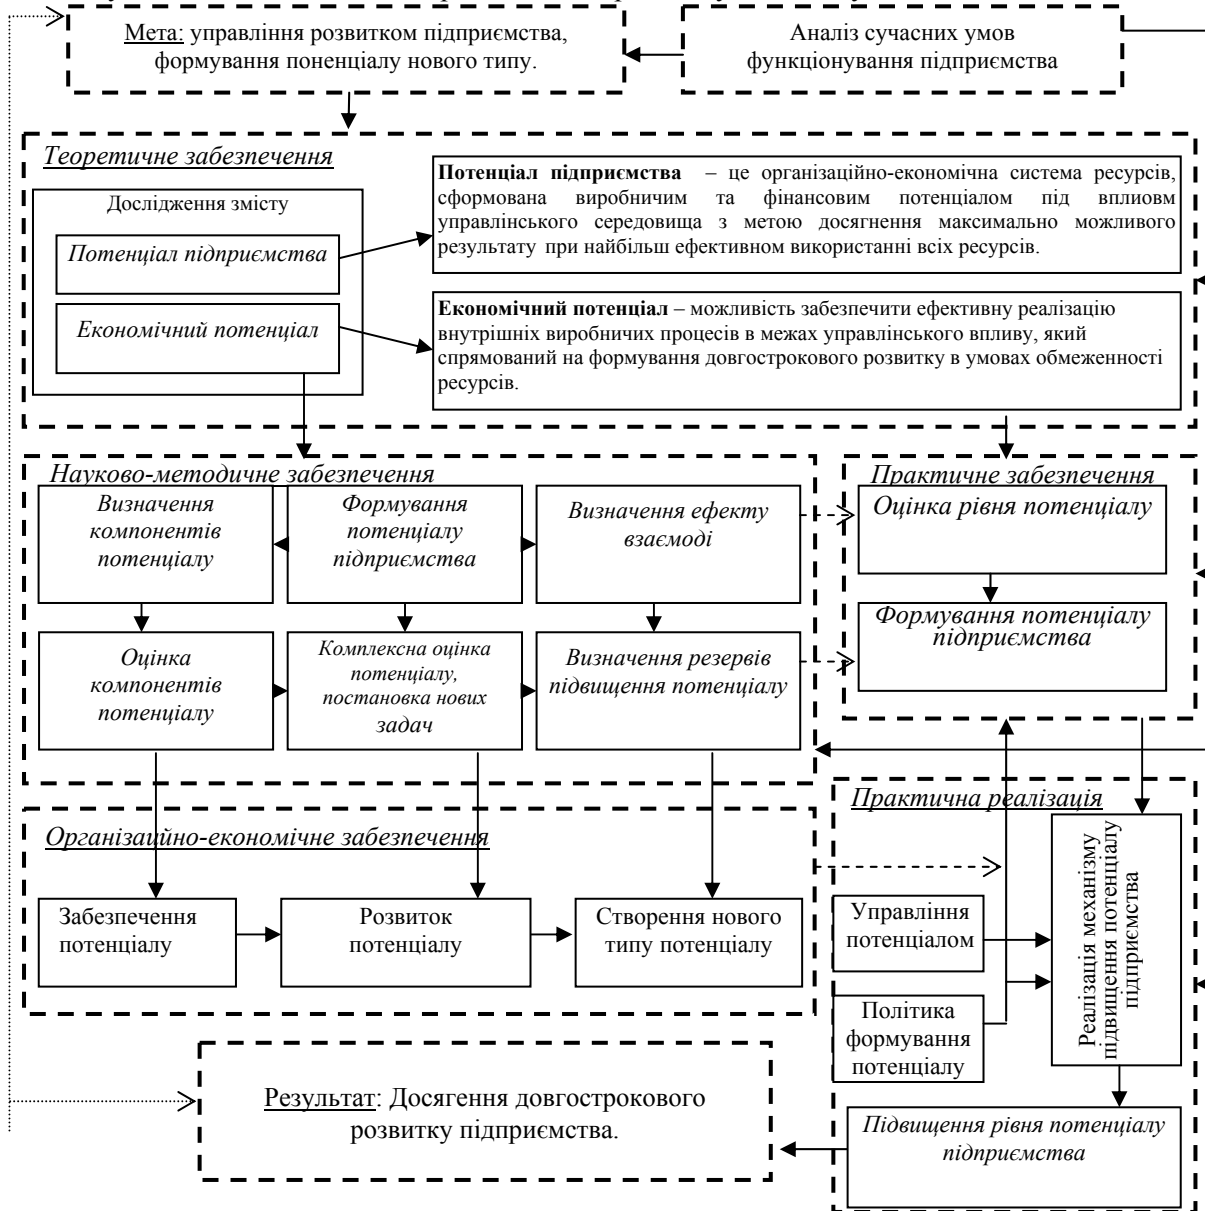 Мета: управління розвитком підприємства,
формування поненціалу нового типу.
Аналіз сучасних умов
функціонування підприємства
Теоретичне забезпечення
Дослідження змісту
Потенціал підприємства
Економічний потенціал
Потенціал підприємства – це організаційно-економічна система ресурсів,
сформована виробничим та фінансовим потенціалом під впливом
управлінського середовища з метою досягнення максимально можливого
результату при найбільш ефективном використанні всіх ресурсів.
Економічний потенціал – можливість забезпечити ефективну реалізацію
внутрішніх виробничих процесів в межах управлінського впливу, який
спрямований на формування довгострокового розвитку в умовах обмеженності
ресурсів.
Науково-методичне забезпечення
Визначення
компонентів
потенціалу
Формування
потенціалу
підприємства
Визначення ефекту
взаємоді
Оцінка
компонентів
потенціалу
Комплексна оцінка
потенціалу,
постановка нових
задач
Визначення резервів
підвищення потенціалу
Практичне забезпечення
Оцінка рівня потенціалу
Формування потенціалу
підприємства
Організаційно-економічне забезпечення
Забезпечення
потенціалу
Розвиток
потенціалу
Створення нового
типу потенціалу
Практична реалізація
Управління
потенціалом
Політика
формування
потенціалу
Реалізація механізму
підвищення потенціалу
підприємства
Підвищення рівня потенціалу
підприємства
Результат: Досягення довгострокового
розвитку підприємства.